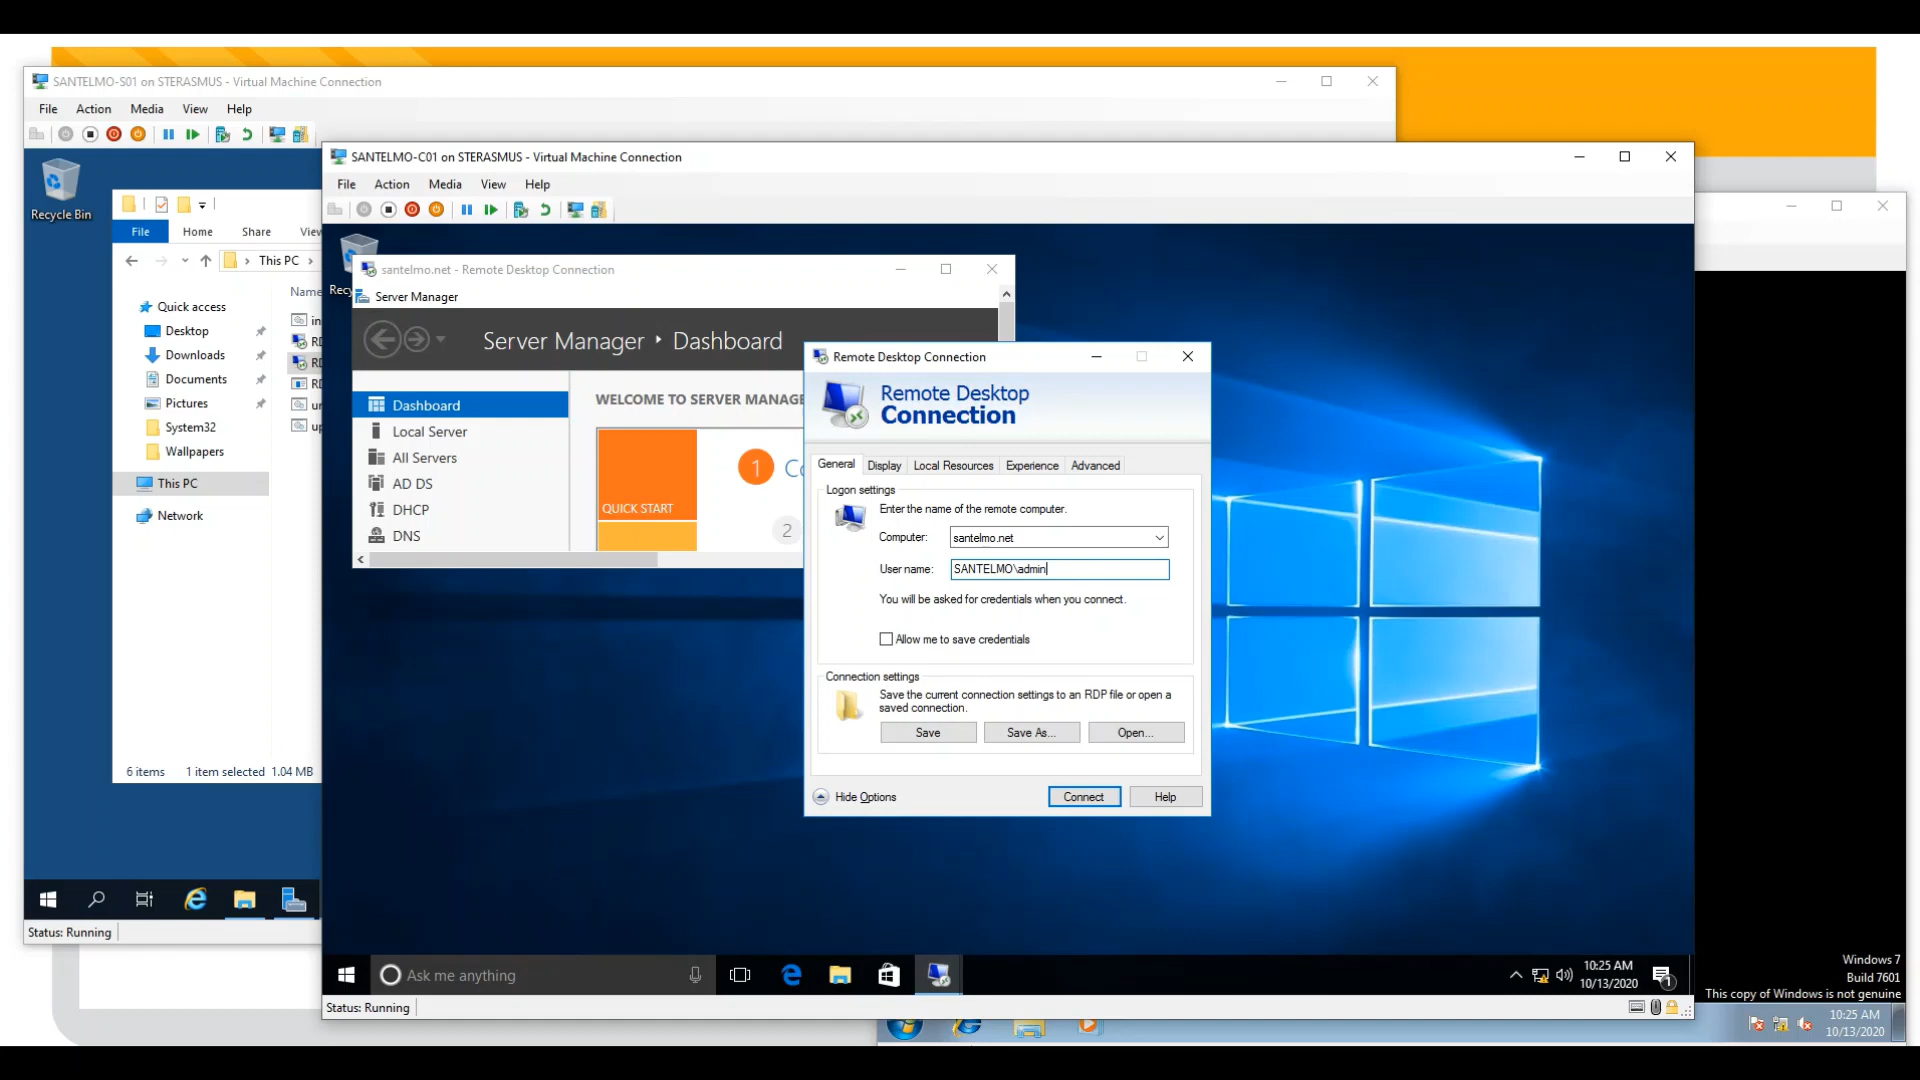 SANTELMO-S01 on STERASMUS - Virtual Machine Connection
File Action Media View Help
Recycle Bin
File Home Share View
This PC
Name
Quick access
Desktop
Downloads
Documents
Pictures
System32
Wallpapers
This PC
Network
6 items 1 item selected 1.04 MB
Status: Running
SANTELMO-C01 on STERASMUS - Virtual Machine Connection
File Action Media View Help
santelmo.net - Remote Desktop Connection
Server Manager
Server Manager Dashboard
Dashboard
Local Server
All Servers
AD DS
DHCP
DNS
WELCOME TO SERVER MANAGE
QUICK START
1
2
Remote Desktop Connection
Remote Desktop
Connection
General Display Local Resources Experience Advanced
Logon settings
Enter the name of the remote computer.
Computer: santelmo.net
User name: SANTELMO\admin
You will be asked for credentials when you connect.
Allow me to save credentials
Connection settings
Save the current connection settings to an RDP file or open a
saved connection.
Save Save As... Open...
Hide Options Connect Help
Ask me anything
10:25 AM
10/13/2020
1
Status: Running
Windows 7
Build 7601
This copy of Windows is not genuine
10:25 AM
10/13/2020